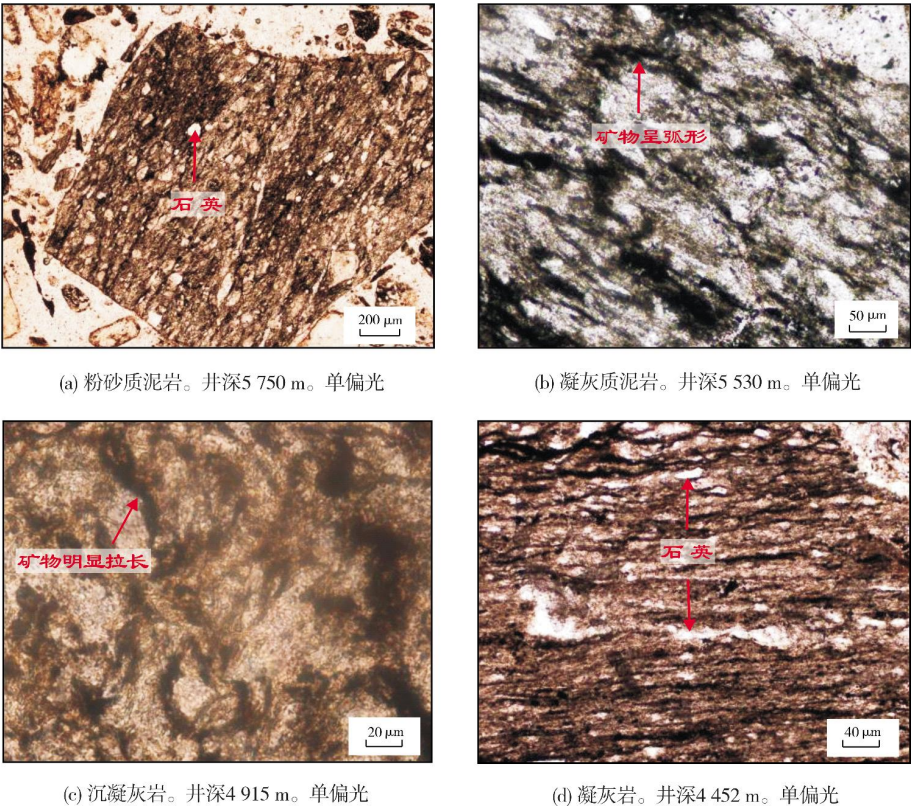 石英
200 μm
(a) 粉砂质泥岩。井深5 750 m。单偏光
矿物呈弧形
50 μm
(b) 凝灰质泥岩。井深5 530 m。单偏光
矿物明显拉长
20 μm
(c) 沉凝灰岩。井深4 915 m。单偏光
石英
40 μm
(d) 凝灰岩。井深4 452 m。单偏光